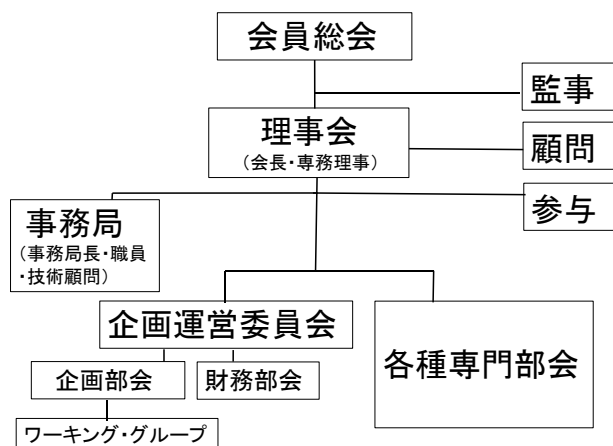 会員総会
監事
理事会
（会長・専務理事）
顧問
参与
事務局
（事務局長・職員
・技術顧問）
企画運営委員会
各種専門部会
企画部会
財務部会
ワーキング・グループ